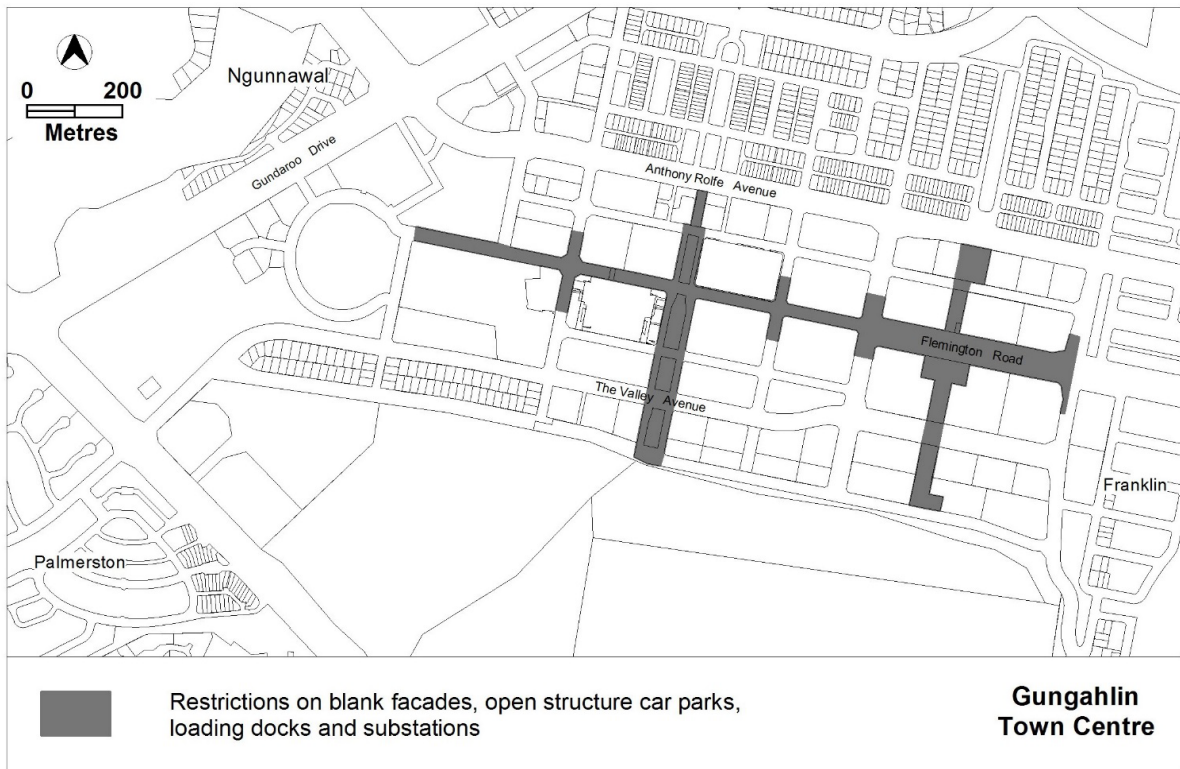 Ngunnawal
0 200
Metres
Gundaroo Drive
Anthony Rolfe Avenue
Flemington Road
The Valley Avenue
Franklin
Palmerston
Restrictions on blank facades, open structure car parks,
loading docks and substations
Gungahlin
Town Centre